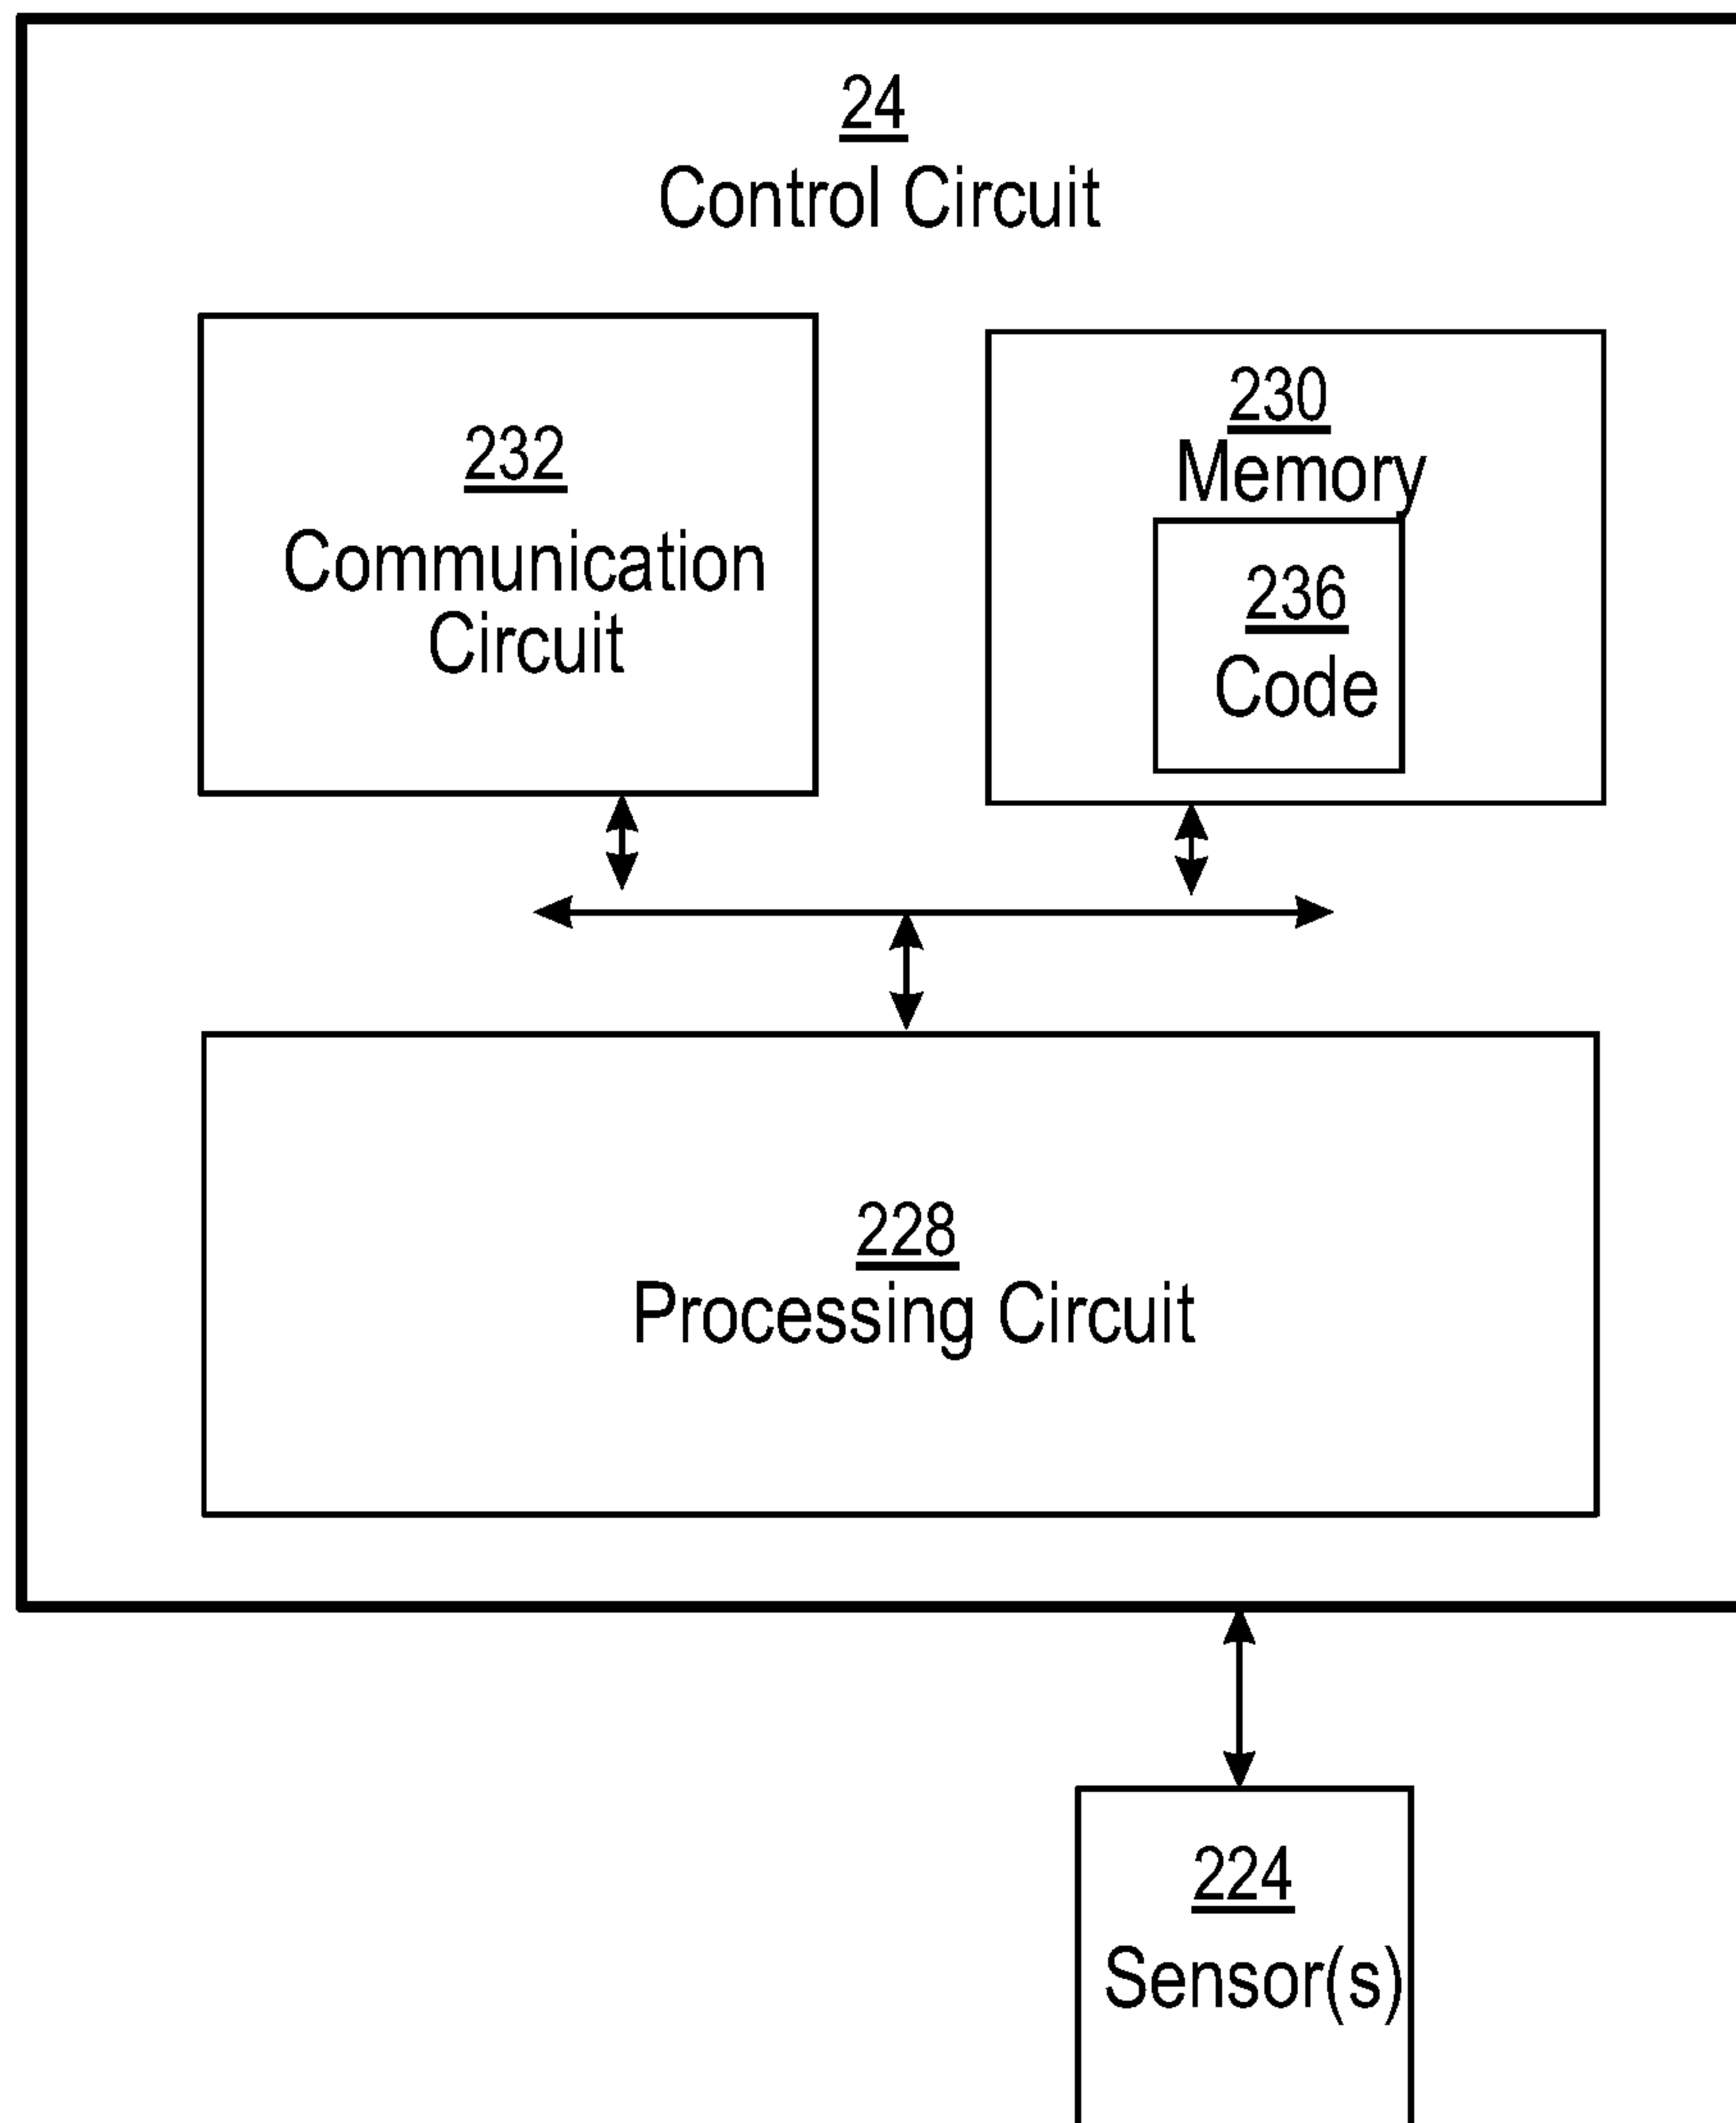 24
Control Circuit
232
Communication
Circuit
230
Memory
236
Code
228
Processing Circuit
224
Sensor(s)